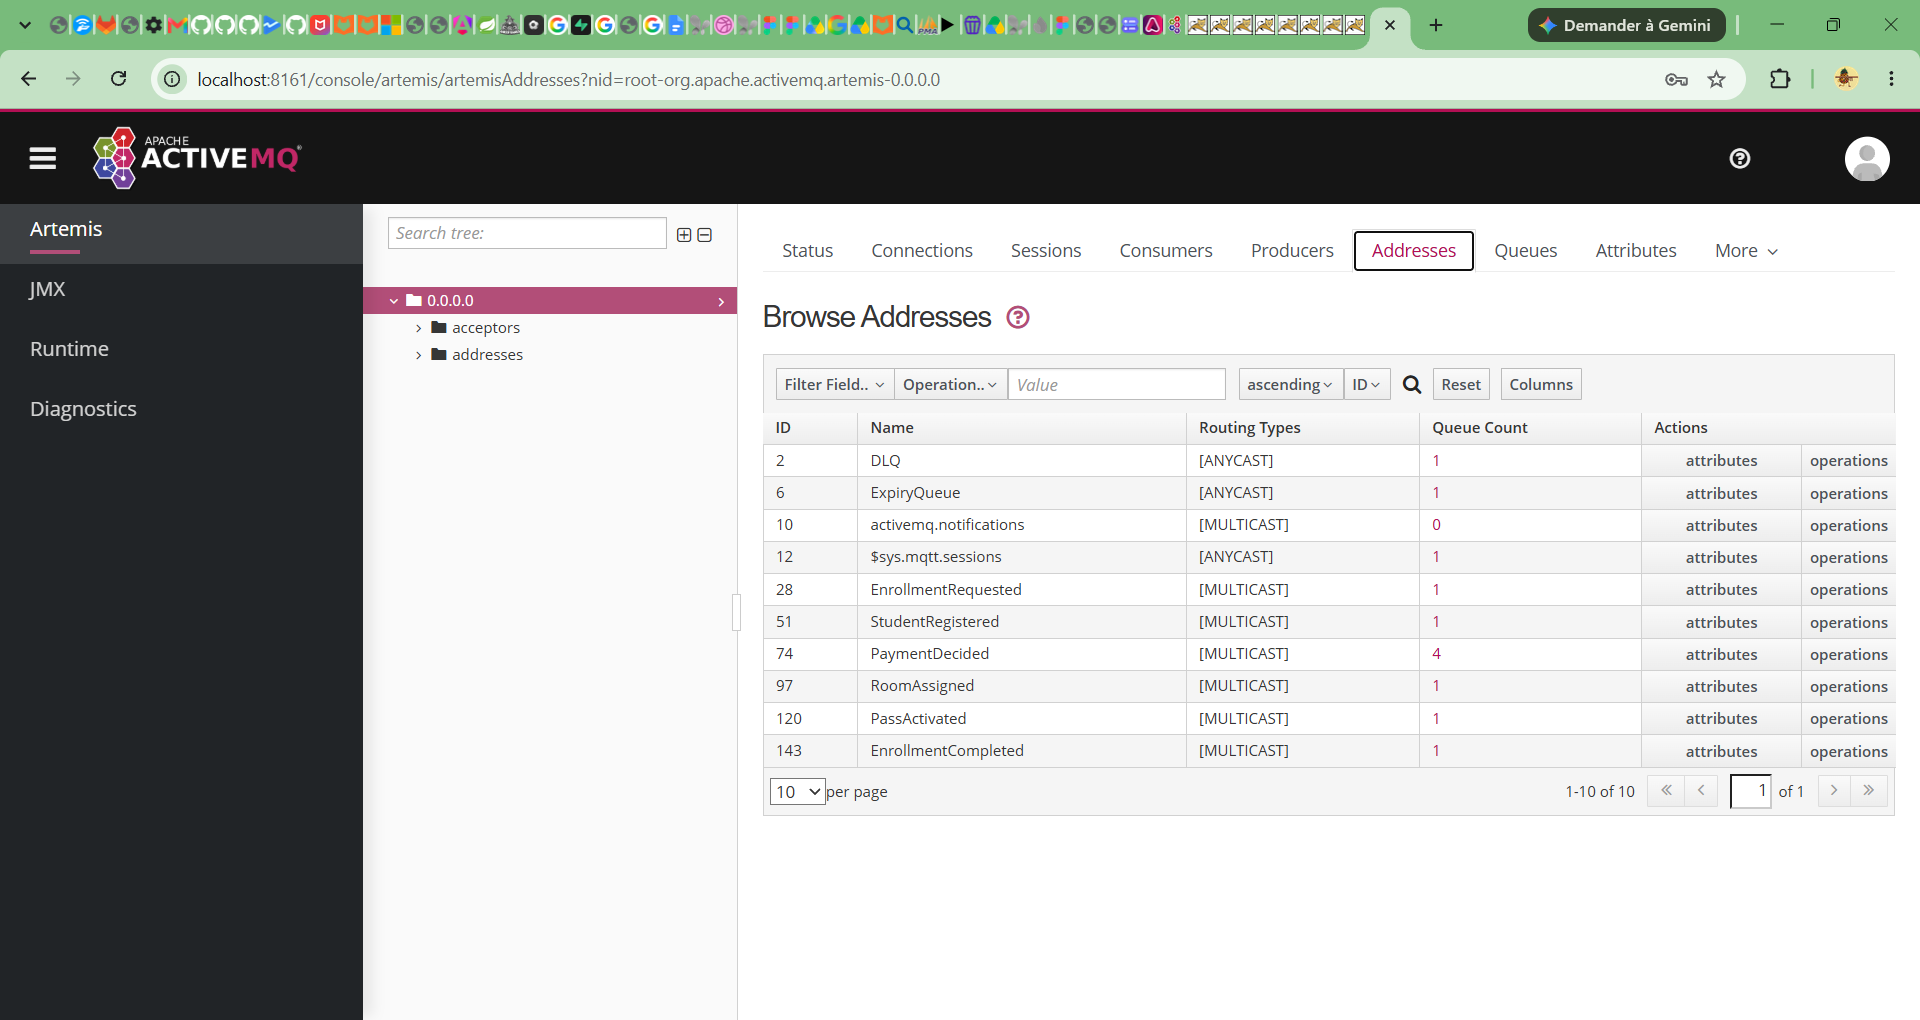 Demander à Gemini
localhost:8161/console/artemis/artemisAddresses?nid=root-org.apache.activemq.artemis-0.0.0.0
APACHE
ACTIVEMQ
Artemis
JMX
Runtime
Diagnostics
Search tree:
0.0.0.0
acceptors
addresses
Status Connections Sessions Consumers Producers Addresses Queues Attributes More
Browse Addresses
Filter Field.. Operation.. Value ascending ID Reset Columns
ID Name Routing Types Queue Count Actions
2 DLQ [ANYCAST] 1 attributes operations
6 ExpiryQueue [ANYCAST] 1 attributes operations
10 activemq.notifications [MULTICAST] 0 attributes operations
12 $sys.mqtt.sessions [ANYCAST] 1 attributes operations
28 EnrollmentRequested [MULTICAST] 1 attributes operations
51 StudentRegistered [MULTICAST] 1 attributes operations
74 PaymentDecided [MULTICAST] 4 attributes operations
97 RoomAssigned [MULTICAST] 1 attributes operations
120 PassActivated [MULTICAST] 1 attributes operations
143 EnrollmentCompleted [MULTICAST] 1 attributes operations
10 per page 1-10 of 10 1 of 1